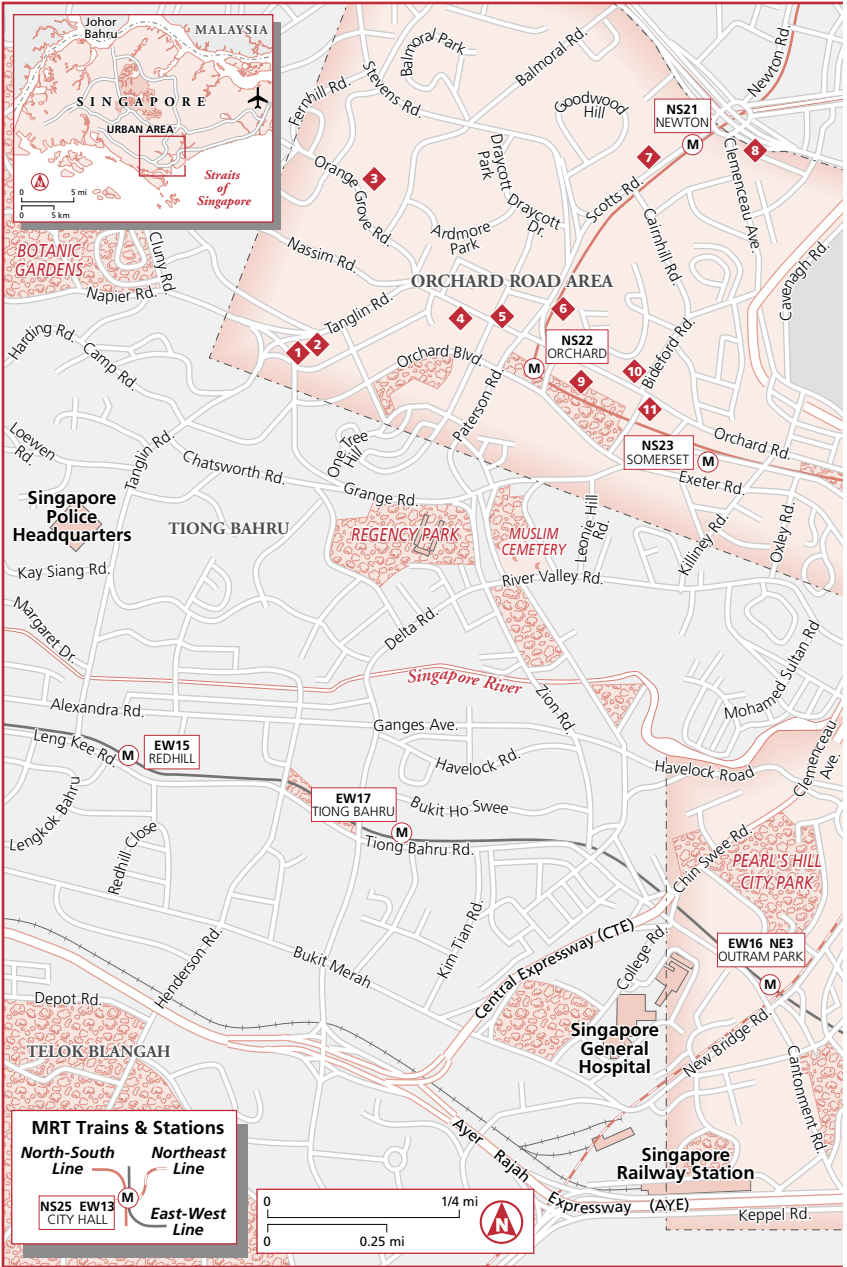 Johor
Bahru
MALAYSIA
SINGAPORE
URBAN AREA
Straits
of
Singapore
N
0 5 mi
0 5 km
Balmoral Park
Balmoral Rd.
Newton Rd.
Fernhill Rd.
Stevens Rd.
Goodwood
Hill
NS21
NEWTON
M
Draycott
Park
Draycott
Dr.
Clemenceau Ave.
7
8
3
Orange
Grove Rd.
Scotts Rd.
Cairnhill Rd.
Ardmore
Park
Cluny Rd.
BOTANIC
GARDENS
Nassim Rd.
Cavenagh Rd.
ORCHARD ROAD AREA
Napier Rd.
Tanglin Rd.
4
5
6
Harding Rd.
Camp Rd.
1
2
Orchard Blvd.
NS22
ORCHARD
M
Bideford Rd.
9
10
11
Paterson Rd.
Loewen
Rd.
Tanglin Rd.
One Tree
Hill
Orchard Rd.
NS23
SOMERSET
M
Chatsworth Rd.
Grange Rd.
Exeter Rd.
Singapore
Police
Headquarters
TIONG BAHRU
REGENCY PARK
MUSLIM
CEMETERY
Leonie Hill
Rd.
Killiney Rd.
Oxley Rd.
Kay Siang Rd.
River Valley Rd.
Margaret Dr.
Delta Rd.
Mohamed Sultan Rd
Singapore River
Zion Rd.
Alexandra Rd.
Ganges Ave.
Leng Kee Rd.
M
EW15
REDHILL
Havelock Rd.
Havelock Road
Clemenceau
Ave.
Lengkok Bahru
EW17
TIONG BAHRU
M
Bukit Ho Swee
Tiong Bahru Rd.
Redhill Close
Chin Swee Rd.
PEARL'S HILL
CITY PARK
Kim Tian Rd.
Henderson Rd.
Bukit Merah
Central Expressway (CTE)
College Rd.
EW16 NE3
OUTRAM PARK
M
Depot Rd.
TELOK BLANGAH
Singapore
General
Hospital
New Bridge Rd.
Cantonment Rd.
Ayer Rajah Expressway (AYE)
Singapore
Railway Station
Keppel Rd.
MRT Trains & Stations
North-South
Line
Northeast
Line
M
NS25 EW13
CITY HALL
East-West
Line
0 1/4 mi
0 0.25 mi
N